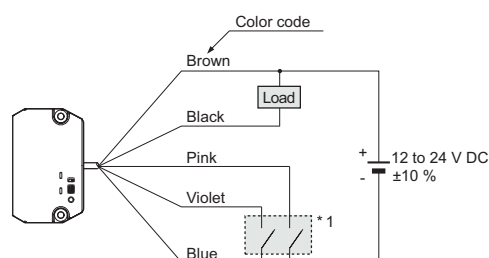 Color code
Brown
Load
Black
Pink
+ 12 to 24 V DC
- ±10 %
Violet
* 1
Blue